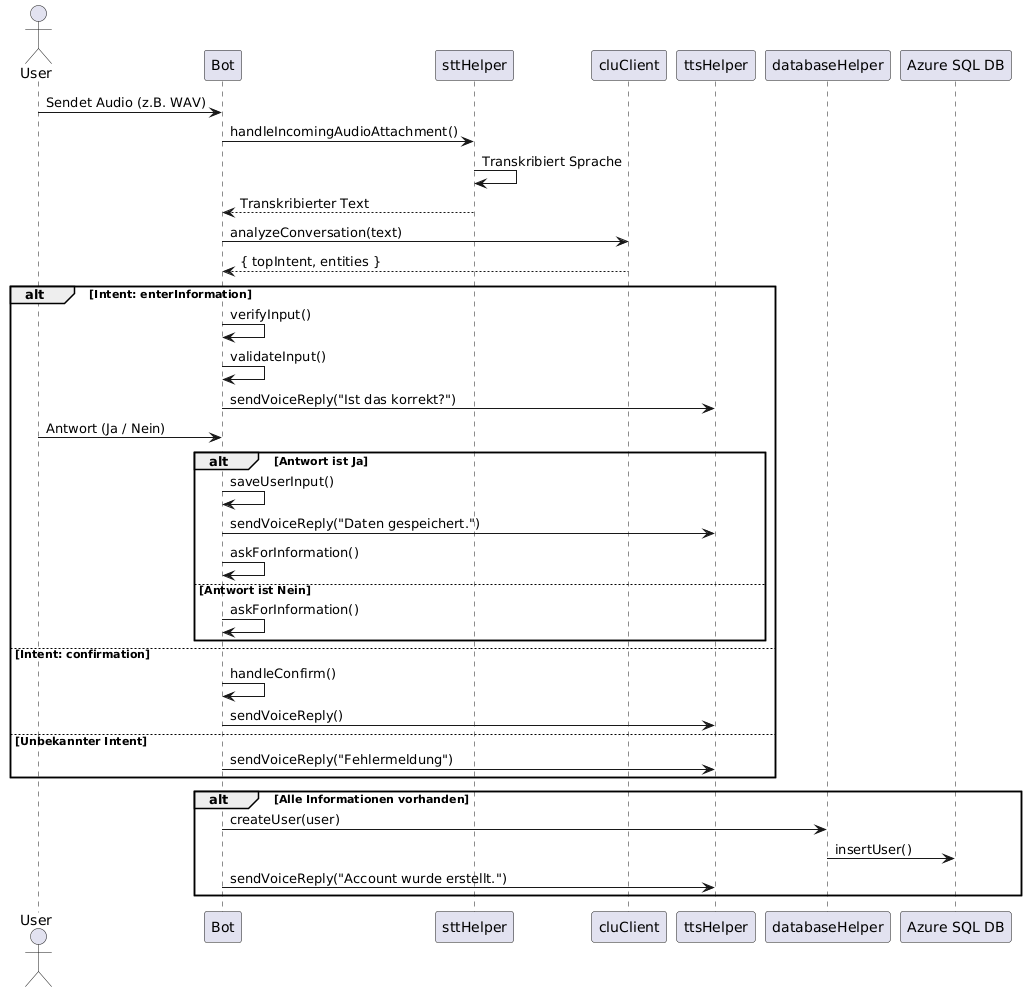 User
Bot
sttHelper
cluClient
ttsHelper
databaseHelper
Azure SQL DB
Sendet Audio (z.B. WAV)
handleIncomingAudioAttachment()
Transkribiert Sprache
Transkribierter Text
analyzeConversation(text)
{ topIntent, entities }
alt [Intent: enterInformation]
verifyInput()
validateInput()
sendVoiceReply("Ist das korrekt?")
Antwort (Ja / Nein)
alt [Antwort ist Ja]
saveUserInput()
sendVoiceReply("Daten gespeichert.")
askForInformation()
[Antwort ist Nein]
askForInformation()
[Intent: confirmation]
handleConfirm()
sendVoiceReply()
[Unbekannter Intent]
sendVoiceReply("Fehlermeldung")
alt [Alle Informationen vorhanden]
createUser(user)
insertUser()
sendVoiceReply("Account wurde erstellt.")
User
Bot
sttHelper
cluClient
ttsHelper
databaseHelper
Azure SQL DB